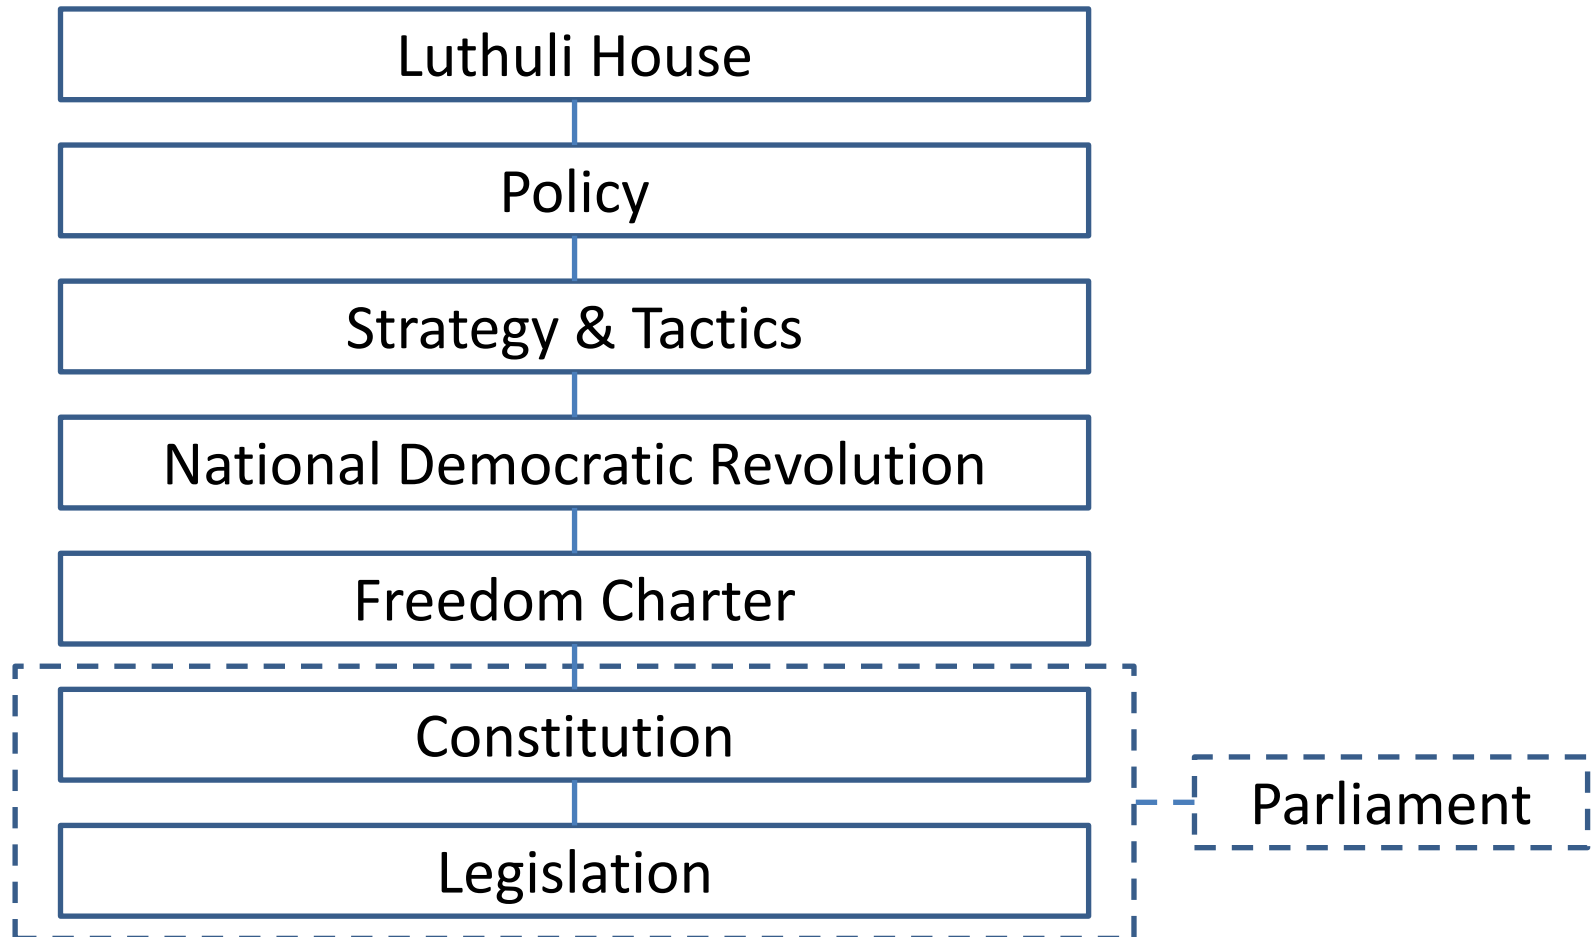 Luthuli House
Policy
Strategy & Tactics
National Democratic Revolution
Freedom Charter
Constitution
Parliament
Legislation